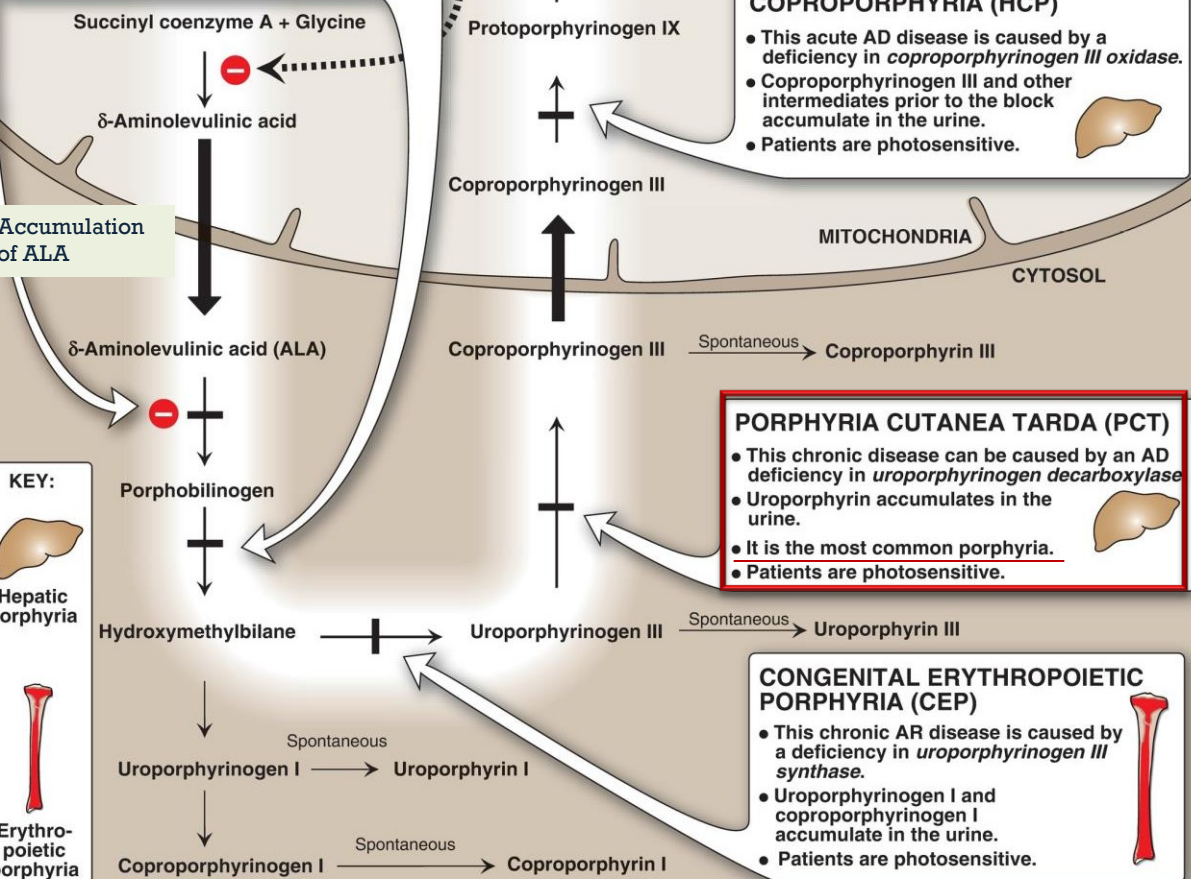 Succinyl coenzyme A + Glycine
δ-Aminolevulinic acid
Accumulation
of ALA
δ-Aminolevulinic acid (ALA)
Porphobilinogen
Hydroxymethylbilane
Uroporphyrinogen I
Spontaneous
Uroporphyrin I
Coproporphyrinogen I
Spontaneous
Coproporphyrin I
KEY:
Hepatic
orphyria
Erythro-
poietic
orphyria
Protoporphyrinogen IX
Coproporphyrinogen III
MITOCHONDRIA
CYTOSOL
Coproporphyrinogen III
Spontaneous
Coproporphyrin III
Uroporphyrinogen III
Spontaneous
Uroporphyrin III
COPROPORPHYRIA (HCP)
• This acute AD disease is caused by a
deficiency in coproporphyrinogen III oxidase.
• Coproporphyrinogen III and other
intermediates prior to the block
accumulate in the urine.
• Patients are photosensitive.
PORPHYRIA CUTANEA TARDA (PCT)
• This chronic disease can be caused by an AD
deficiency in uroporphyrinogen decarboxylase
• Uroporphyrin accumulates in the
urine.
• It is the most common porphyria.
• Patients are photosensitive.
CONGENITAL ERYTHROPOIETIC
PORPHYRIA (CEP)
• This chronic AR disease is caused by
a deficiency in uroporphyrinogen III
synthase.
• Uroporphyrinogen I and
coproporphyrinogen I
accumulate in the urine.
• Patients are photosensitive.